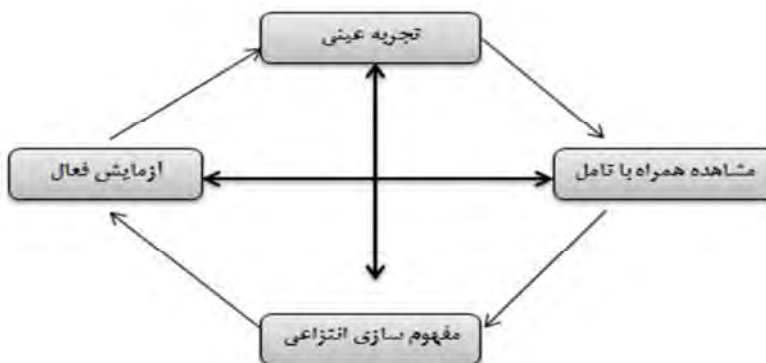 تجربه عینی
مشاهده همراه با تامل
ازمایش فعال
مفهوم سازی انتزاعی